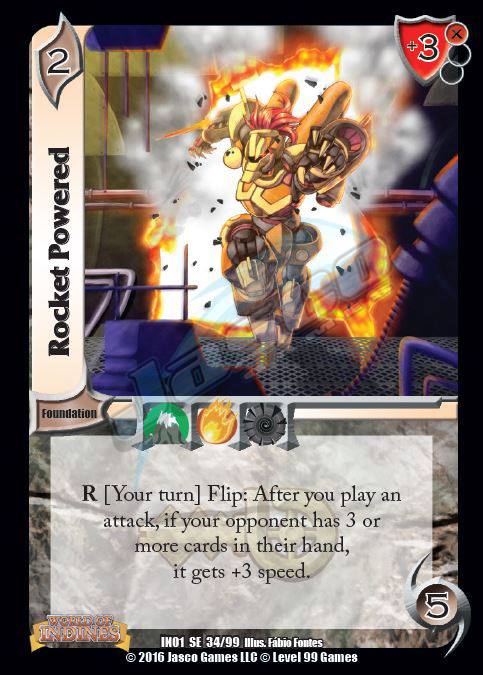 2
+3
Rocket Powered
Foundation
R [Your turn] Flip: After you play an
attack, if your opponent has 3 or
more cards in their hand,
it gets +3 speed.
5
WORLD OF
INDINES
IN01 SE 34/99 Illus. Fábio Fontes
© 2016 Jasco Games LLC © Level 99 Games